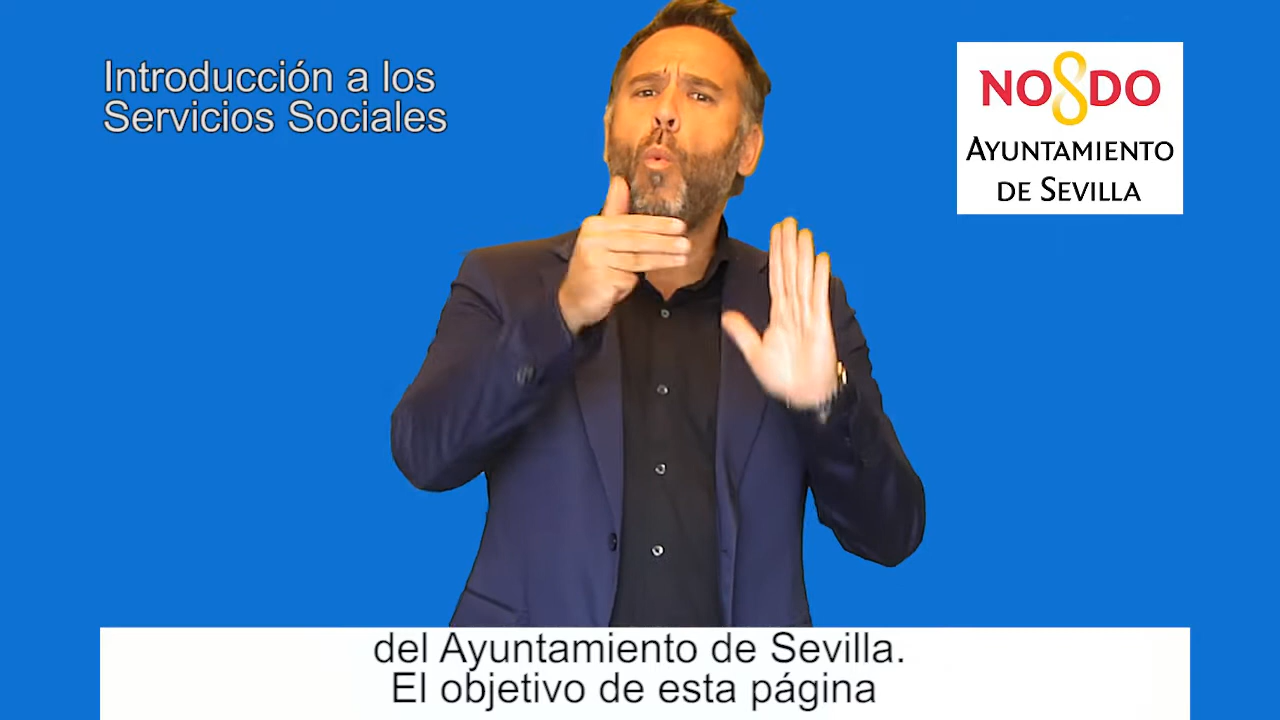 Introducción a los
Servicios Sociales
NO8DO
AYUNTAMIENTO
DE SEVILLA
del Ayuntamiento de Sevilla.
El objetivo de esta página